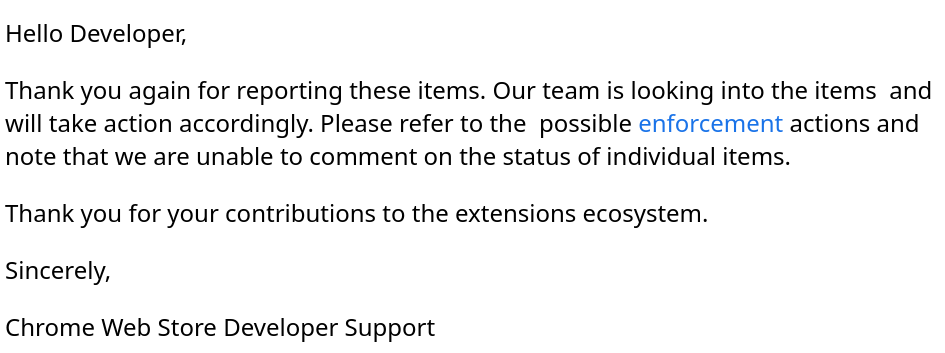 Hello Developer,
Thank you again for reporting these items. Our team is looking into the items  and
will take action accordingly. Please refer to the  possible enforcement actions and
note that we are unable to comment on the status of individual items.
Thank you for your contributions to the extensions ecosystem.
Sincerely,
Chrome Web Store Developer Support